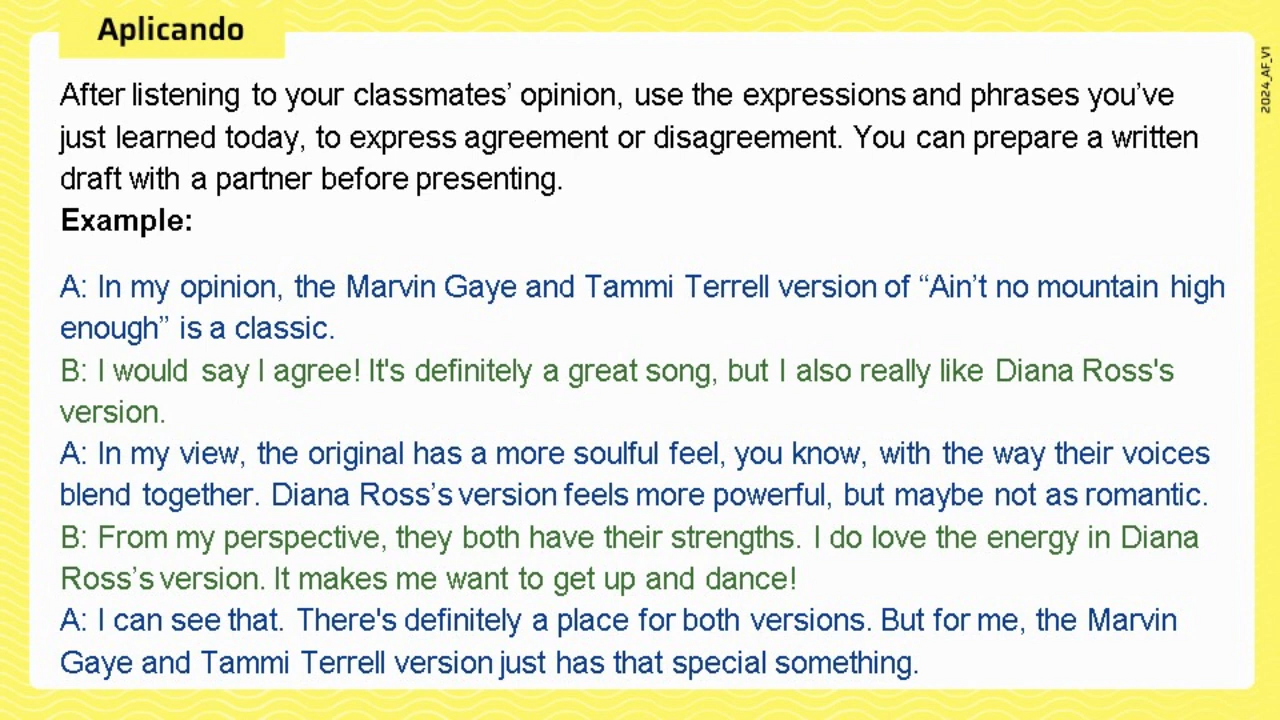 Aplicando
2024_AF_V1
After listening to your classmates’ opinion, use the expressions and phrases you’ve
just learned today, to express agreement or disagreement. You can prepare a written
draft with a partner before presenting.
Example:
A: In my opinion, the Marvin Gaye and Tammi Terrell version of “Ain’t no mountain high
enough” is a classic.
B: I would say I agree! It's definitely a great song, but I also really like Diana Ross's
version.
A: In my view, the original has a more soulful feel, you know, with the way their voices
blend together. Diana Ross’s version feels more powerful, but maybe not as romantic.
B: From my perspective, they both have their strengths. I do love the energy in Diana
Ross’s version. It makes me want to get up and dance!
A: I can see that. There's definitely a place for both versions. But for me, the Marvin
Gaye and Tammi Terrell version just has that special something.